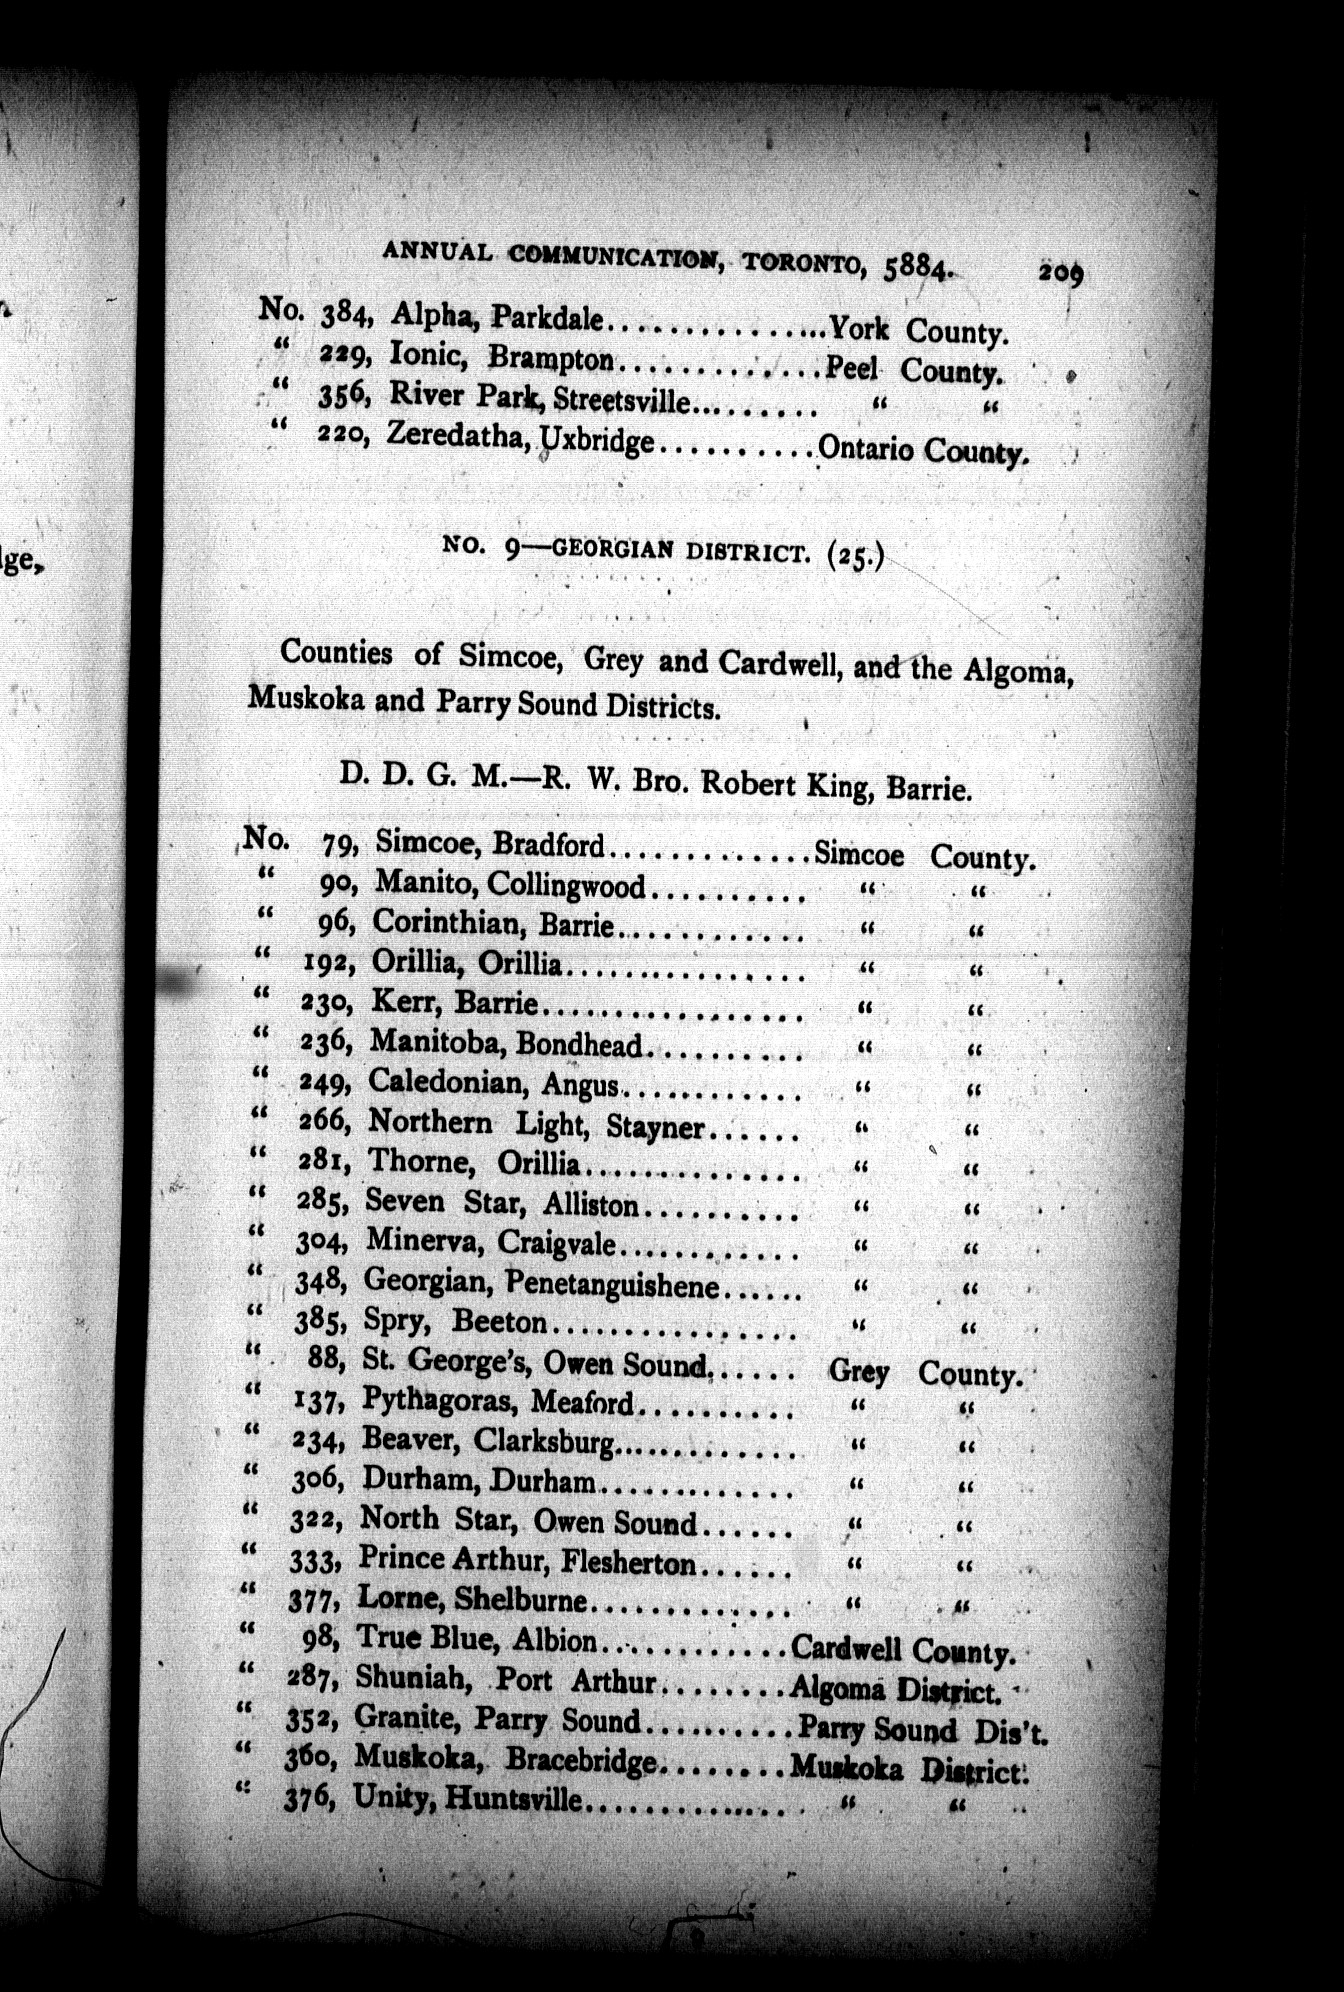 ANNUAL COMMUNICATION, TORONTO, 5884. 209
No. 384, Alpha, Parkdale...............York County.
“ 229, Ionic, Brampton.............Peel County.
“ 356, River Park, Streetsville......... “ “
“ 220, Zeredatha, Uxbridge..........Ontario County.
lge,
NO. 9—GEORGIAN DISTRICT. (25.)
Counties of Simcoe, Grey and Cardwell, and the Algoma,
Muskoka and Parry Sound Districts.
D. D. G. M.—R. W. Bro. Robert King, Barrie.
No. 79, Simcoe, Bradford..............Simcoe County.
“ 90, Manito, Collingwood.......... “ “
“ 96, Corinthian, Barrie............ “ “
“ 192, Orillia, Orillia................. “ “
“ 230, Kerr, Barrie.................. “ “
“ 236, Manitoba, Bondhead.......... “ “
“ 249, Caledonian, Angus............ “ “
“ 266, Northern Light, Stayner...... “ “
“ 281, Thorne, Orillia............... “ “
“ 285, Seven Star, Alliston.......... “ “
“ 304, Minerva, Craigvale............ “ “
“ 348, Georgian, Penetanguishene...... “ “
“ 385, Spry, Beeton................. “ “
“ 88, St. George's, Owen Sound...... Grey County.
“ 137, Pythagoras, Meaford.......... “ “
“ 234, Beaver, Clarksburg............. “ “
“ 306, Durham, Durham............. “ “
“ 322, North Star, Owen Sound...... “ “
“ 333, Prince Arthur, Flesherton...... “ “
“ 377, Lorne, Shelburne............. “ “
“ 98, True Blue, Albion............Cardwell County.
“ 287, Shuniah, Port Arthur........Algoma District.
“ 352, Granite, Parry Sound..........Parry Sound Dis't.
“ 360, Muskoka, Bracebridge........Muskoka District.
“ 376, Unity, Huntsville............... “ “